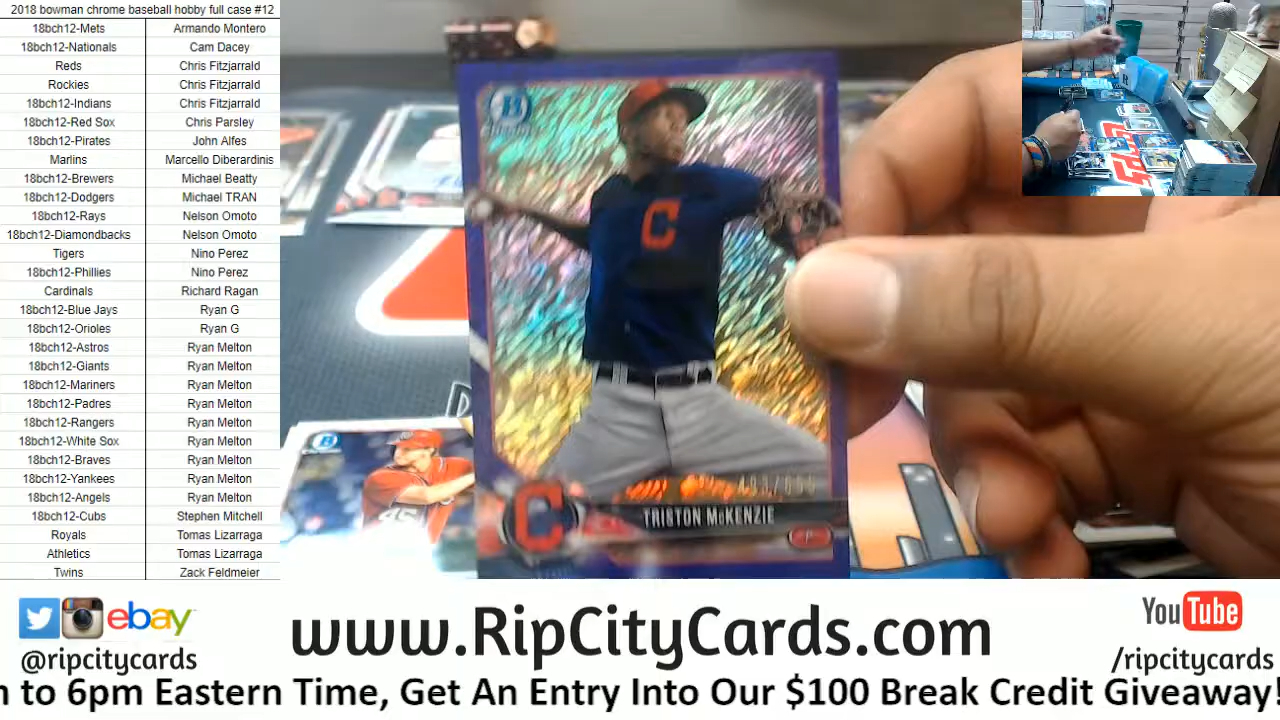 2018 bowman chrome baseball hobby full case #12
18bch12-Mets Armando Montero
18bch12-Nationals Cam Dacey
Reds Chris Fitzjarrald
Rockies Chris Fitzjarrald
18bch12-Indians Chris Fitzjarrald
18bch12-Red Sox Chris Parsley
18bch12-Pirates John Alfes
Marlins Marcello Diberardinis
18bch12-Brewers Michael Beatty
18bch12-Dodgers Michael TRAN
18bch12-Rays Nelson Omoto
18bch12-Diamondbacks Nelson Omoto
Tigers Nino Perez
18bch12-Phillies Nino Perez
Cardinals Richard Ragan
18bch12-Blue Jays Ryan G
18bch12-Orioles Ryan G
18bch12-Astros Ryan Melton
18bch12-Giants Ryan Melton
18bch12-Mariners Ryan Melton
18bch12-Padres Ryan Melton
18bch12-Rangers Ryan Melton
18bch12-White Sox Ryan Melton
18bch12-Braves Ryan Melton
18bch12-Yankees Ryan Melton
18bch12-Angels Ryan Melton
18bch12-Cubs Stephen Mitchell
Royals Tomas Lizarraga
Athletics Tomas Lizarraga
Twins Zack Feldmeier
B
C
C
TRISTON McKENZIE
P
ebay
@ripcitycards
www.RipCityCards.com
YouTube
/ripcitycards
to 6pm Eastern Time, Get An Entry Into Our $100 Break Credit Giveaway!